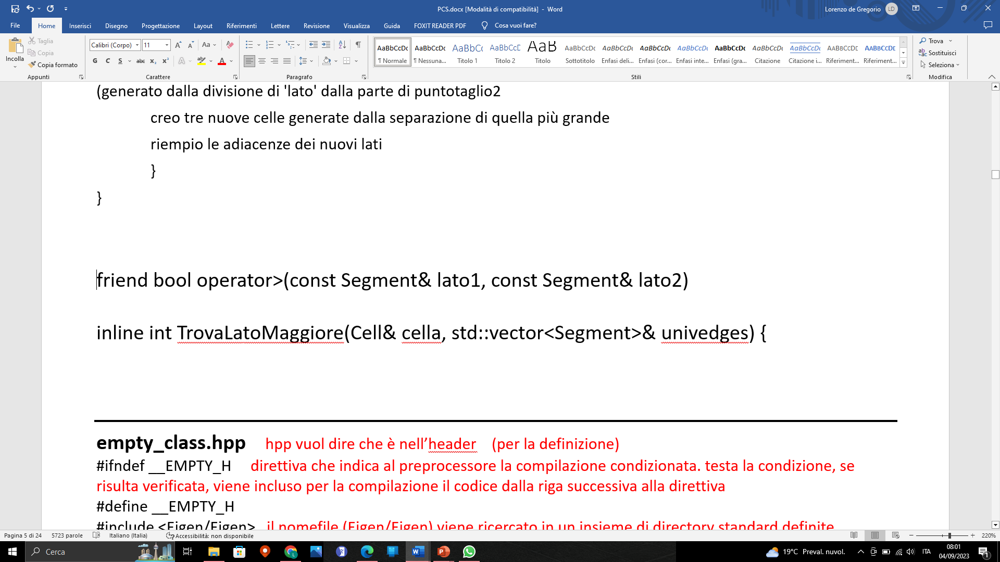 PCS.docx [Modalità di compatibilità] - Word
Lorenzo de Gregorio LD
File Home Inserisci Disegno Progettazione Layout Riferimenti Lettere Revisione Visualizza Guida FOXIT READER PDF Cosa vuoi fare?
Incolla
Taglia
Copia
Copia formato
Appunti
Calibri (Corpo) 11
Aa
G C S abc x₂ x² A A
Carattere
Paragrafo
AaBbCcDc AaBbCcDc AaBbCc AaBbCcD AaB AaBbCcDc AaBbCcDc AaBbCcDc AaBbCcDc AaBbCcDc AaBbCcDc AaBbCcDc AABBCCDD AABBCCDD
¶ Normale ¶ Nessuna... Titolo 1 Titolo 2 Titolo Sottotitolo Enfasi deli... Enfasi (cor... Enfasi inte... Enfasi (gra... Citazione Citazione i... Riferiment... Riferiment...
Stili
Trova
Sostituisci
Seleziona
Modifica
(generato dalla divisione di 'lato' dalla parte di puntotaglio2
creo tre nuove celle generate dalla separazione di quella più grande
riempio le adiacenze dei nuovi lati
}
}
friend bool operator>(const Segment& lato1, const Segment& lato2)
inline int TrovaLatoMaggiore(Cell& cella, std::vector<Segment>& univedges) {
empty_class.hpp hpp vuol dire che è nell’header (per la definizione)
#ifndef __EMPTY_H direttiva che indica al preprocessore la compilazione condizionata. testa la condizione, se
risulta verificata, viene incluso per la compilazione il codice dalla riga successiva alla direttiva
#define __EMPTY_H
#include <Eigen/Eigen> il nomefile (Eigen/Eigen) viene ricercato in un insieme di directory standard definite
Pagina 5 di 24 5723 parole Italiano (Italia) Accessibilità: non disponibile 220%
Cerca
19°C Preval. nuvol. ITA
08:01
04/09/2023
1